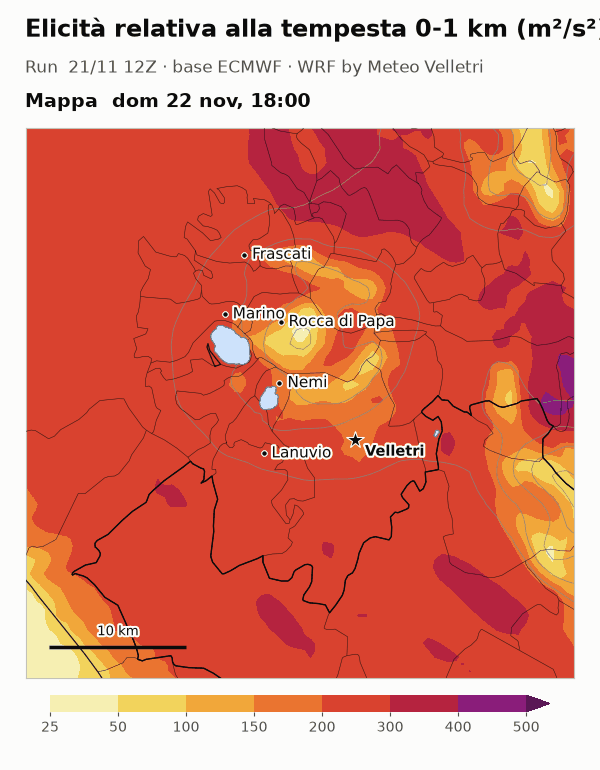 Elicità relativa alla tempesta 0-1 km (m²/s²)
Run  21/11 12Z · base ECMWF · WRF by Meteo Velletri
Mappa  dom 22 nov, 18:00
Frascati
Marino
Rocca di Papa
Nemi
Velletri
Lanuvio
10 km
25 50 100 150 200 300 400 500